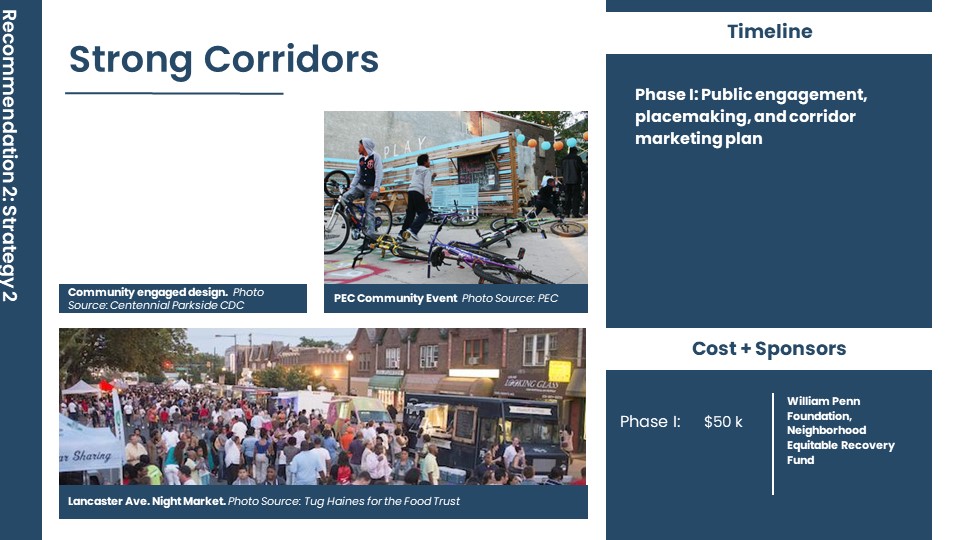 Recommendation 2: Strategy 2
Strong Corridors
PLAY
Community engaged design. Photo
Source: Centennial Parkside CDC
PEC Community Event Photo Source: PEC
LOOKING GLASS
ar Sharing
Lancaster Ave. Night Market. Photo Source: Tug Haines for the Food Trust
Timeline
Phase I: Public engagement,
placemaking, and corridor
marketing plan
Cost + Sponsors
Phase I: $50 k
William Penn
Foundation,
Neighborhood
Equitable Recovery
Fund